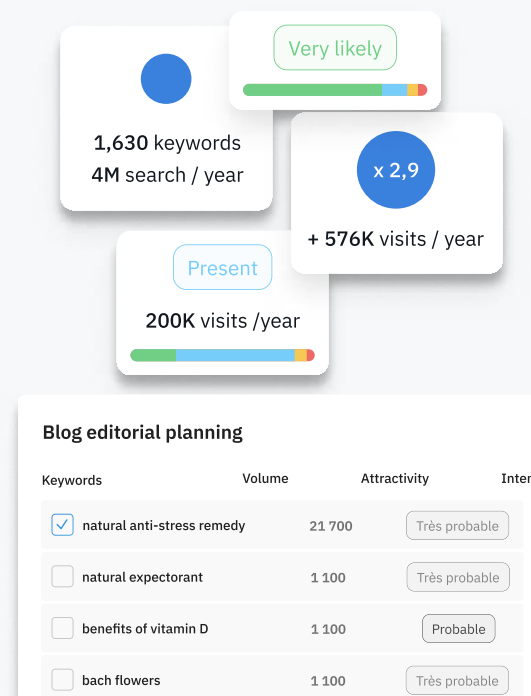 Very likely
1,630 keywords
4M search / year
x 2,9
+ 576K visits / year
Present
200K visits /year
Blog editorial planning
Keywords Volume Attractivity Inter
natural anti-stress remedy 21 700 Très probable
natural expectorant 1 100 Très probable
benefits of vitamin D 1 100 Probable
bach flowers 1 100 Très probable